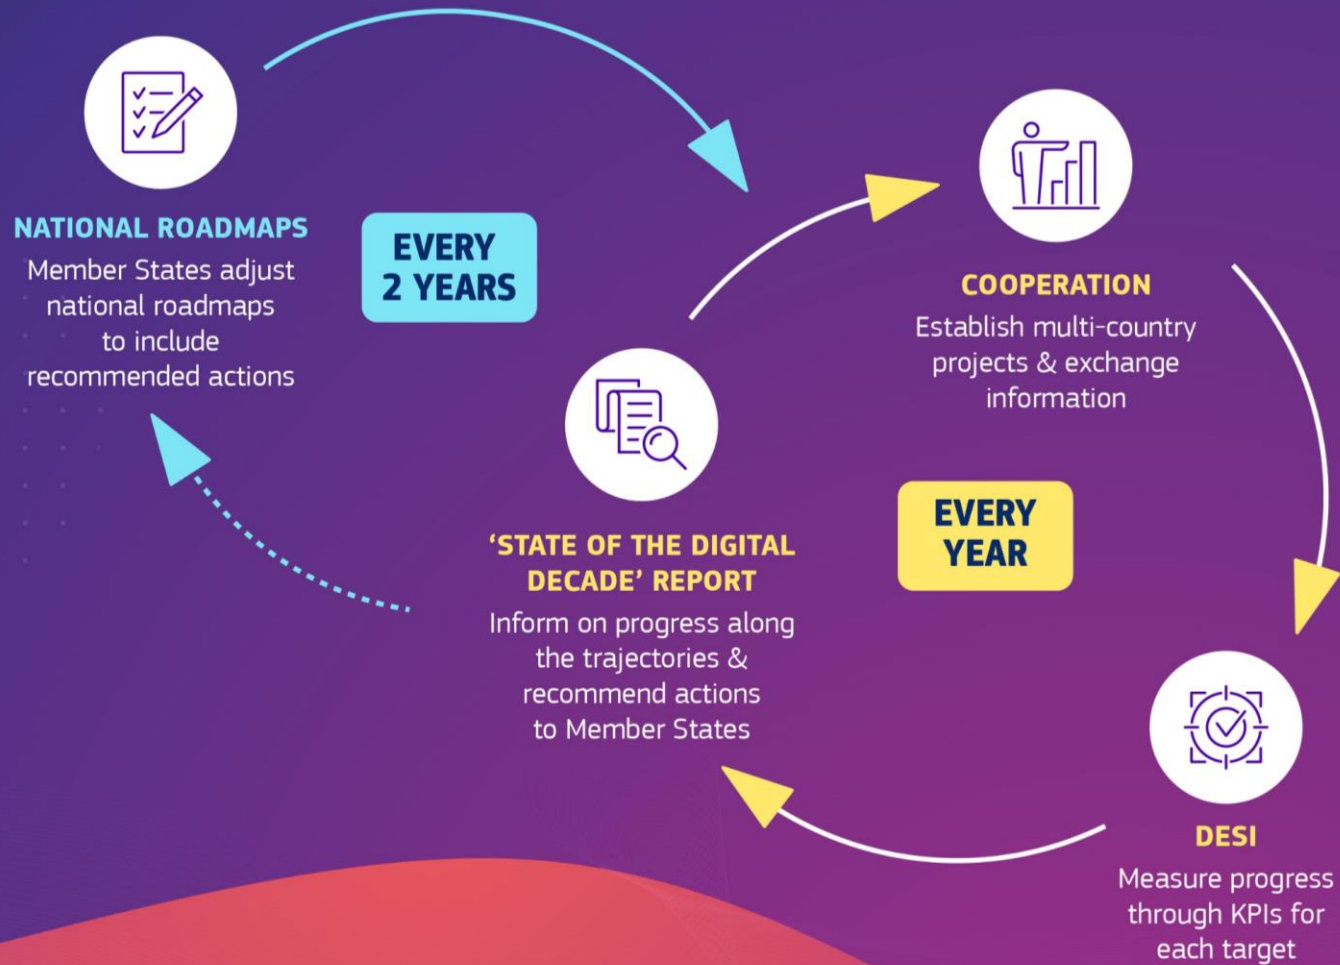 NATIONAL ROADMAPS
Member States adjust
national roadmaps
to include
recommended actions
EVERY
2 YEARS
COOPERATION
Establish multi-country
projects & exchange
information
‘STATE OF THE DIGITAL
DECADE’ REPORT
Inform on progress along
the trajectories &
recommend actions
to Member States
EVERY
YEAR
DESI
Measure progress
through KPIs for
each target